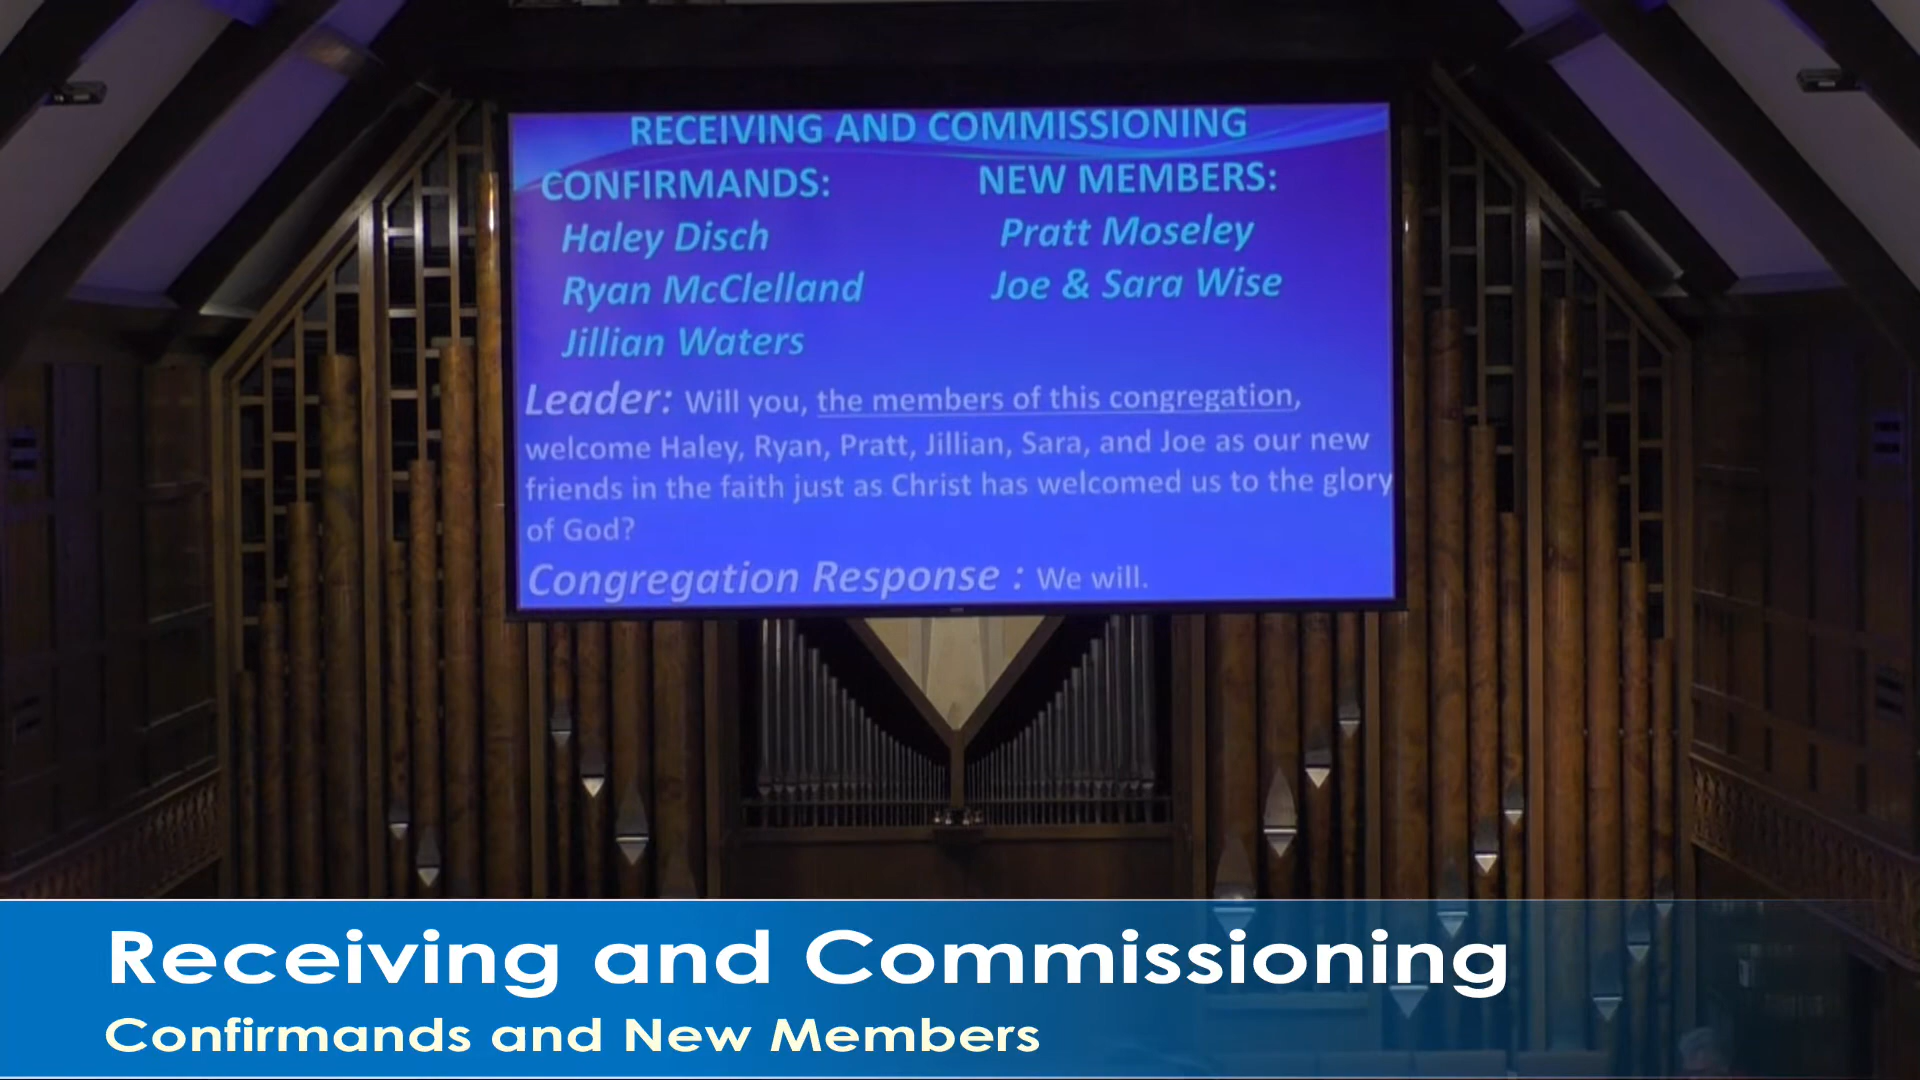 RECEIVING AND COMMISSIONING
CONFIRMANDS:
Haley Disch
Ryan McClelland
Jillian Waters
NEW MEMBERS:
Pratt Moseley
Joe & Sara Wise
Leader: Will you, the members of this congregation,
welcome Haley, Ryan, Pratt, Jillian, Sara, and Joe as our new
friends in the faith just as Christ has welcomed us to the glory
of God?
Congregation Response : We will.
Receiving and Commissioning
Confirmands and New Members